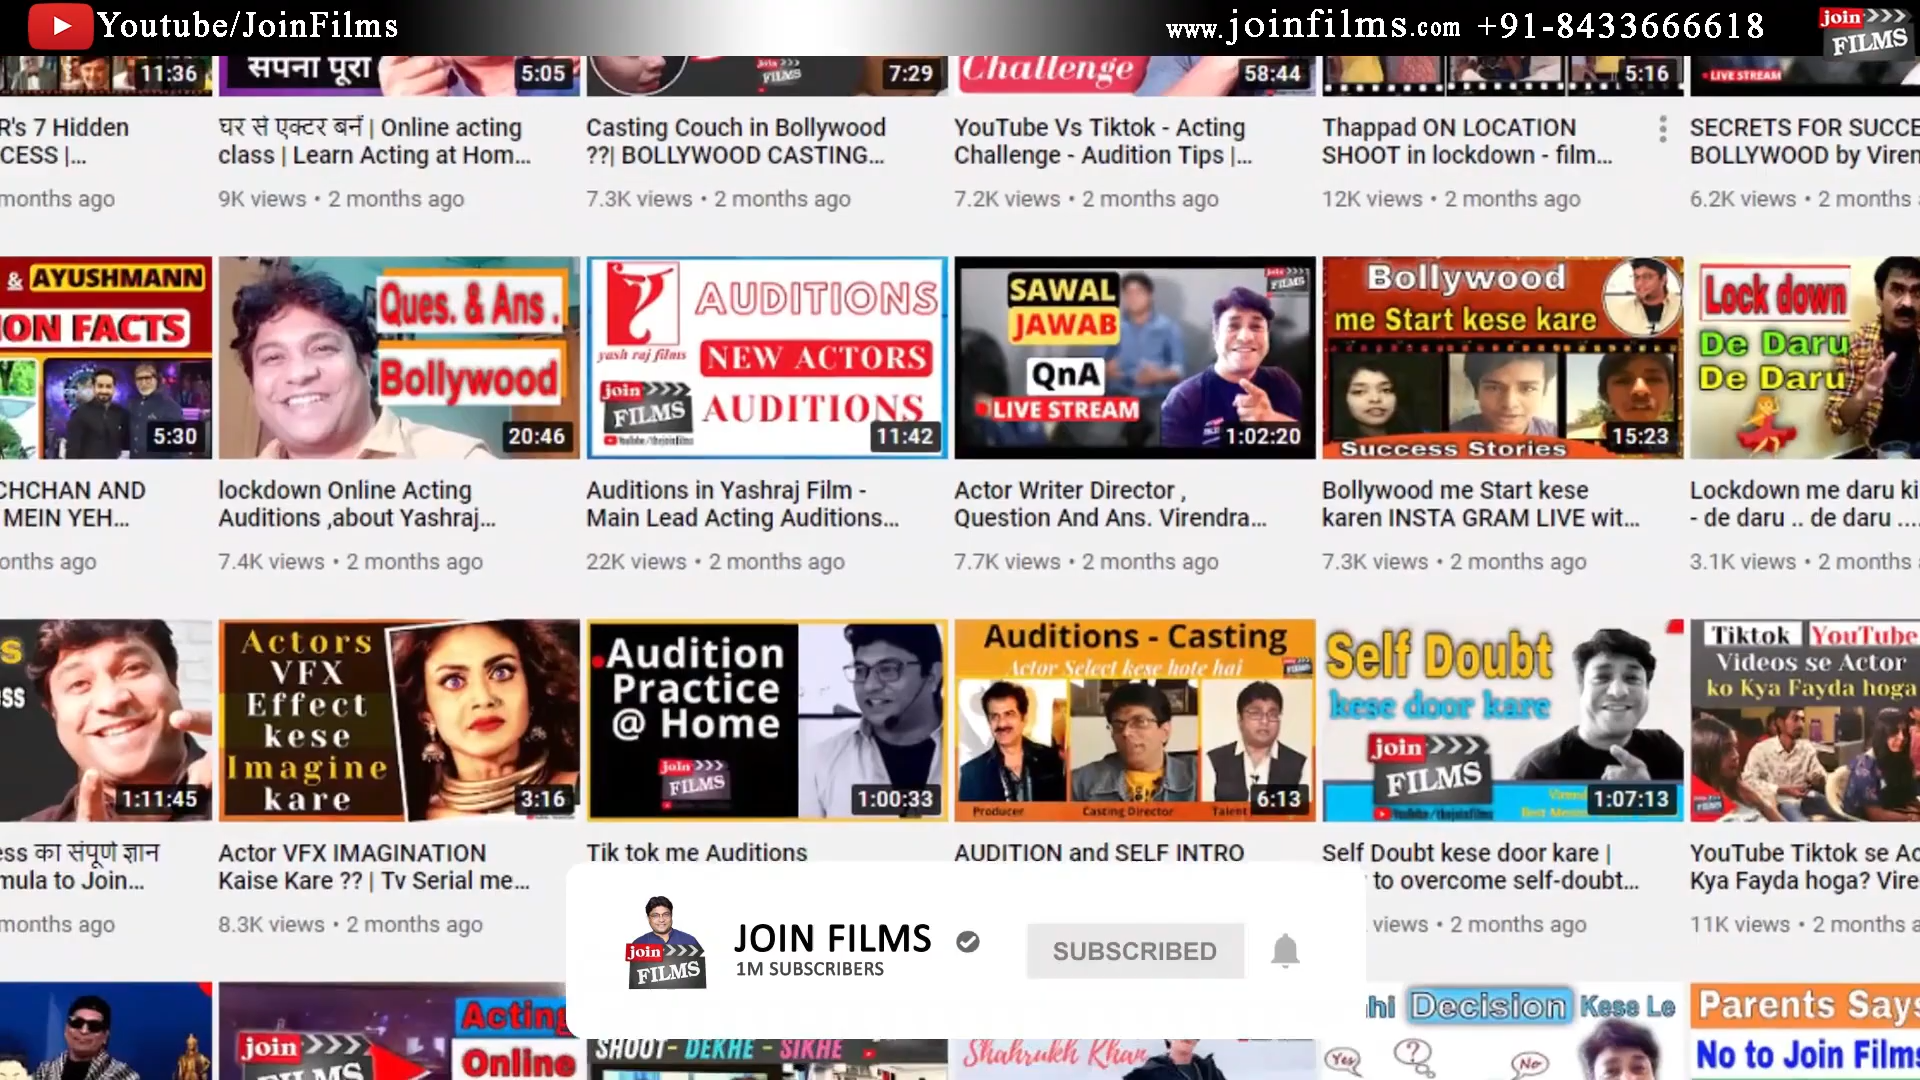 Youtube/JoinFilms
www.joinfilms.com +91-8433666618
join
FILMS
11:36
सपना पूरा
5:05
7:29
Challenge
58:44
5:16
LIVE STREAM
R's 7 Hidden
CESS |...
months ago
घर से एक्टर बनें | Online acting
class | Learn Acting at Hom...
9K views • 2 months ago
Casting Couch in Bollywood
??| BOLLYWOOD CASTING...
7.3K views • 2 months ago
YouTube Vs Tiktok - Acting
Challenge - Audition Tips |...
7.2K views • 2 months ago
Thappad ON LOCATION
SHOOT in lockdown - film...
12K views • 2 months ago
SECRETS FOR SUCCE
BOLLYWOOD by Viren
6.2K views • 2 months
& AYUSHMANN
ION FACTS
5:30
Ques. & Ans.
Bollywood
20:46
yash raj films
AUDITIONS
NEW ACTORS
AUDITIONS
join
FILMS
Youtube/thejoinfilms
11:42
SAWAL
JAWAB
QnA
LIVE STREAM
join
FILMS
1:02:20
Bollywood
me Start kese kare
Success Stories
15:23
Lock down
De Daru
De Daru
CHCHAN AND
MEIN YEH...
onths ago
lockdown Online Acting
Auditions ,about Yashraj...
7.4K views • 2 months ago
Auditions in Yashraj Film -
Main Lead Acting Auditions...
22K views • 2 months ago
Actor Writer Director ,
Question And Ans. Virendra...
7.7K views • 2 months ago
Bollywood me Start kese
karen INSTA GRAM LIVE wit...
7.3K views • 2 months ago
Lockdown me daru ki
- de daru .. de daru ....
3.1K views • 2 months
1:11:45
Actors
VFX
Effect
kese
Imagine
kare
3:16
Audition
Practice
@ Home
join
FILMS
1:00:33
Auditions - Casting
Actor Select kese hote hai
Producer
Casting Director
Talent
6:13
Self Doubt
kese door kare
join
FILMS
Youtube/thejoinfilms
1:07:13
Tiktok YouTube
Videos se Actor
ko Kya Fayda hoga
ess का संपूर्ण ज्ञान
mula to Join...
months ago
Actor VFX IMAGINATION
Kaise Kare ?? | Tv Serial me...
8.3K views • 2 months ago
Tik tok me Auditions
AUDITION and SELF INTRO
Self Doubt kese door kare |
to overcome self-doubt...
views • 2 months ago
YouTube Tiktok se Ac
Kya Fayda hoga? Vire
11K views • 2 months a
join
FILMS
JOIN FILMS
1M SUBSCRIBERS
SUBSCRIBED
join
FILMS
Acting
Online
SHOOT- DEKHE - SIKHE
Shahrukh Khan
hi Decision Kese Le
Yes
?
No
Parents Says
No to Join Films